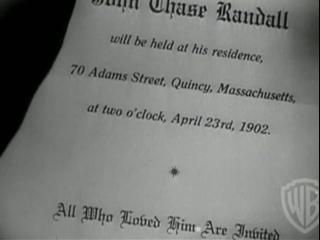 John Chase Randall
will be held at his residence,
70 Adams Street, Quincy, Massachusetts,
at two o'clock, April 23rd, 1902.
All Who Loved Him Are Invited
WB